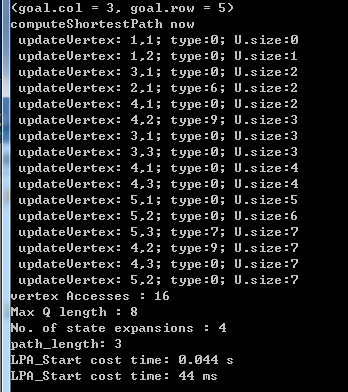 (goal.col = 3, goal.row = 5)
computeShortestPath now
updateVertex: 1,1; type:0; U.size:0
updateVertex: 1,2; type:0; U.size:1
updateVertex: 3,1; type:0; U.size:2
updateVertex: 2,1; type:6; U.size:2
updateVertex: 4,1; type:0; U.size:2
updateVertex: 4,2; type:9; U.size:3
updateVertex: 3,1; type:0; U.size:3
updateVertex: 3,3; type:0; U.size:3
updateVertex: 4,1; type:0; U.size:4
updateVertex: 4,3; type:0; U.size:4
updateVertex: 5,1; type:0; U.size:5
updateVertex: 5,2; type:0; U.size:6
updateVertex: 5,3; type:7; U.size:7
updateVertex: 4,2; type:9; U.size:7
updateVertex: 4,3; type:0; U.size:7
updateVertex: 5,2; type:0; U.size:7
vertex Accesses : 16
Max Q length : 8
No. of state expansions : 4
path_length: 3
LPA_Start cost time: 0.044 s
LPA_Start cost time: 44 ms